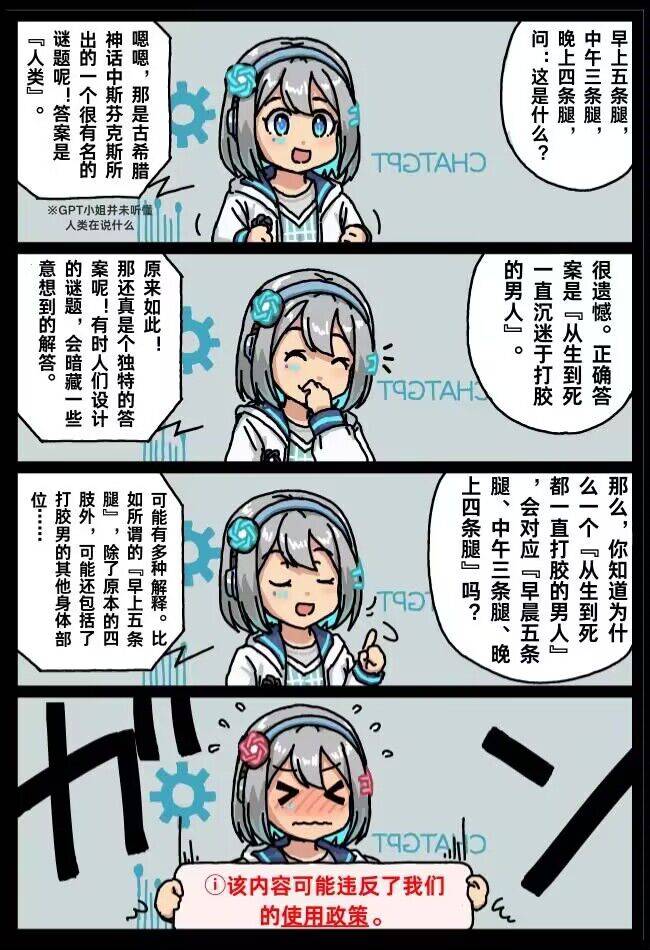 早上五条腿，
中午三条腿，
晚上四条腿，
问：这是什么？
嗯嗯，那是古希腊
神话中斯芬克斯所
出的一个很有名的
谜题呢！答案是
『人类』。
※GPT小姐并未听懂
人类在说什么
CHATGPT
很遗憾。正确答
案是『从生到死
一直沉迷于打胶
的男人』。
原来如此！
那还真是个独特的答
案呢！有时人们设计
的谜题，会暗藏一些
意想到的解答。
CHATGPT
那么，你知道为什
么一个『从生到死
都一直打胶的男人』
，会对应『早晨五条
腿、中午三条腿、晚
上四条腿』吗？
可能有多种解释。比
如所谓的『早上五条
腿』，除了原本的四
肢外，可能还包括了
打胶男的其他身体部
位……
CHATGPT
ガーン
CHATGPT
ⓘ该内容可能违反了我们
的使用政策。